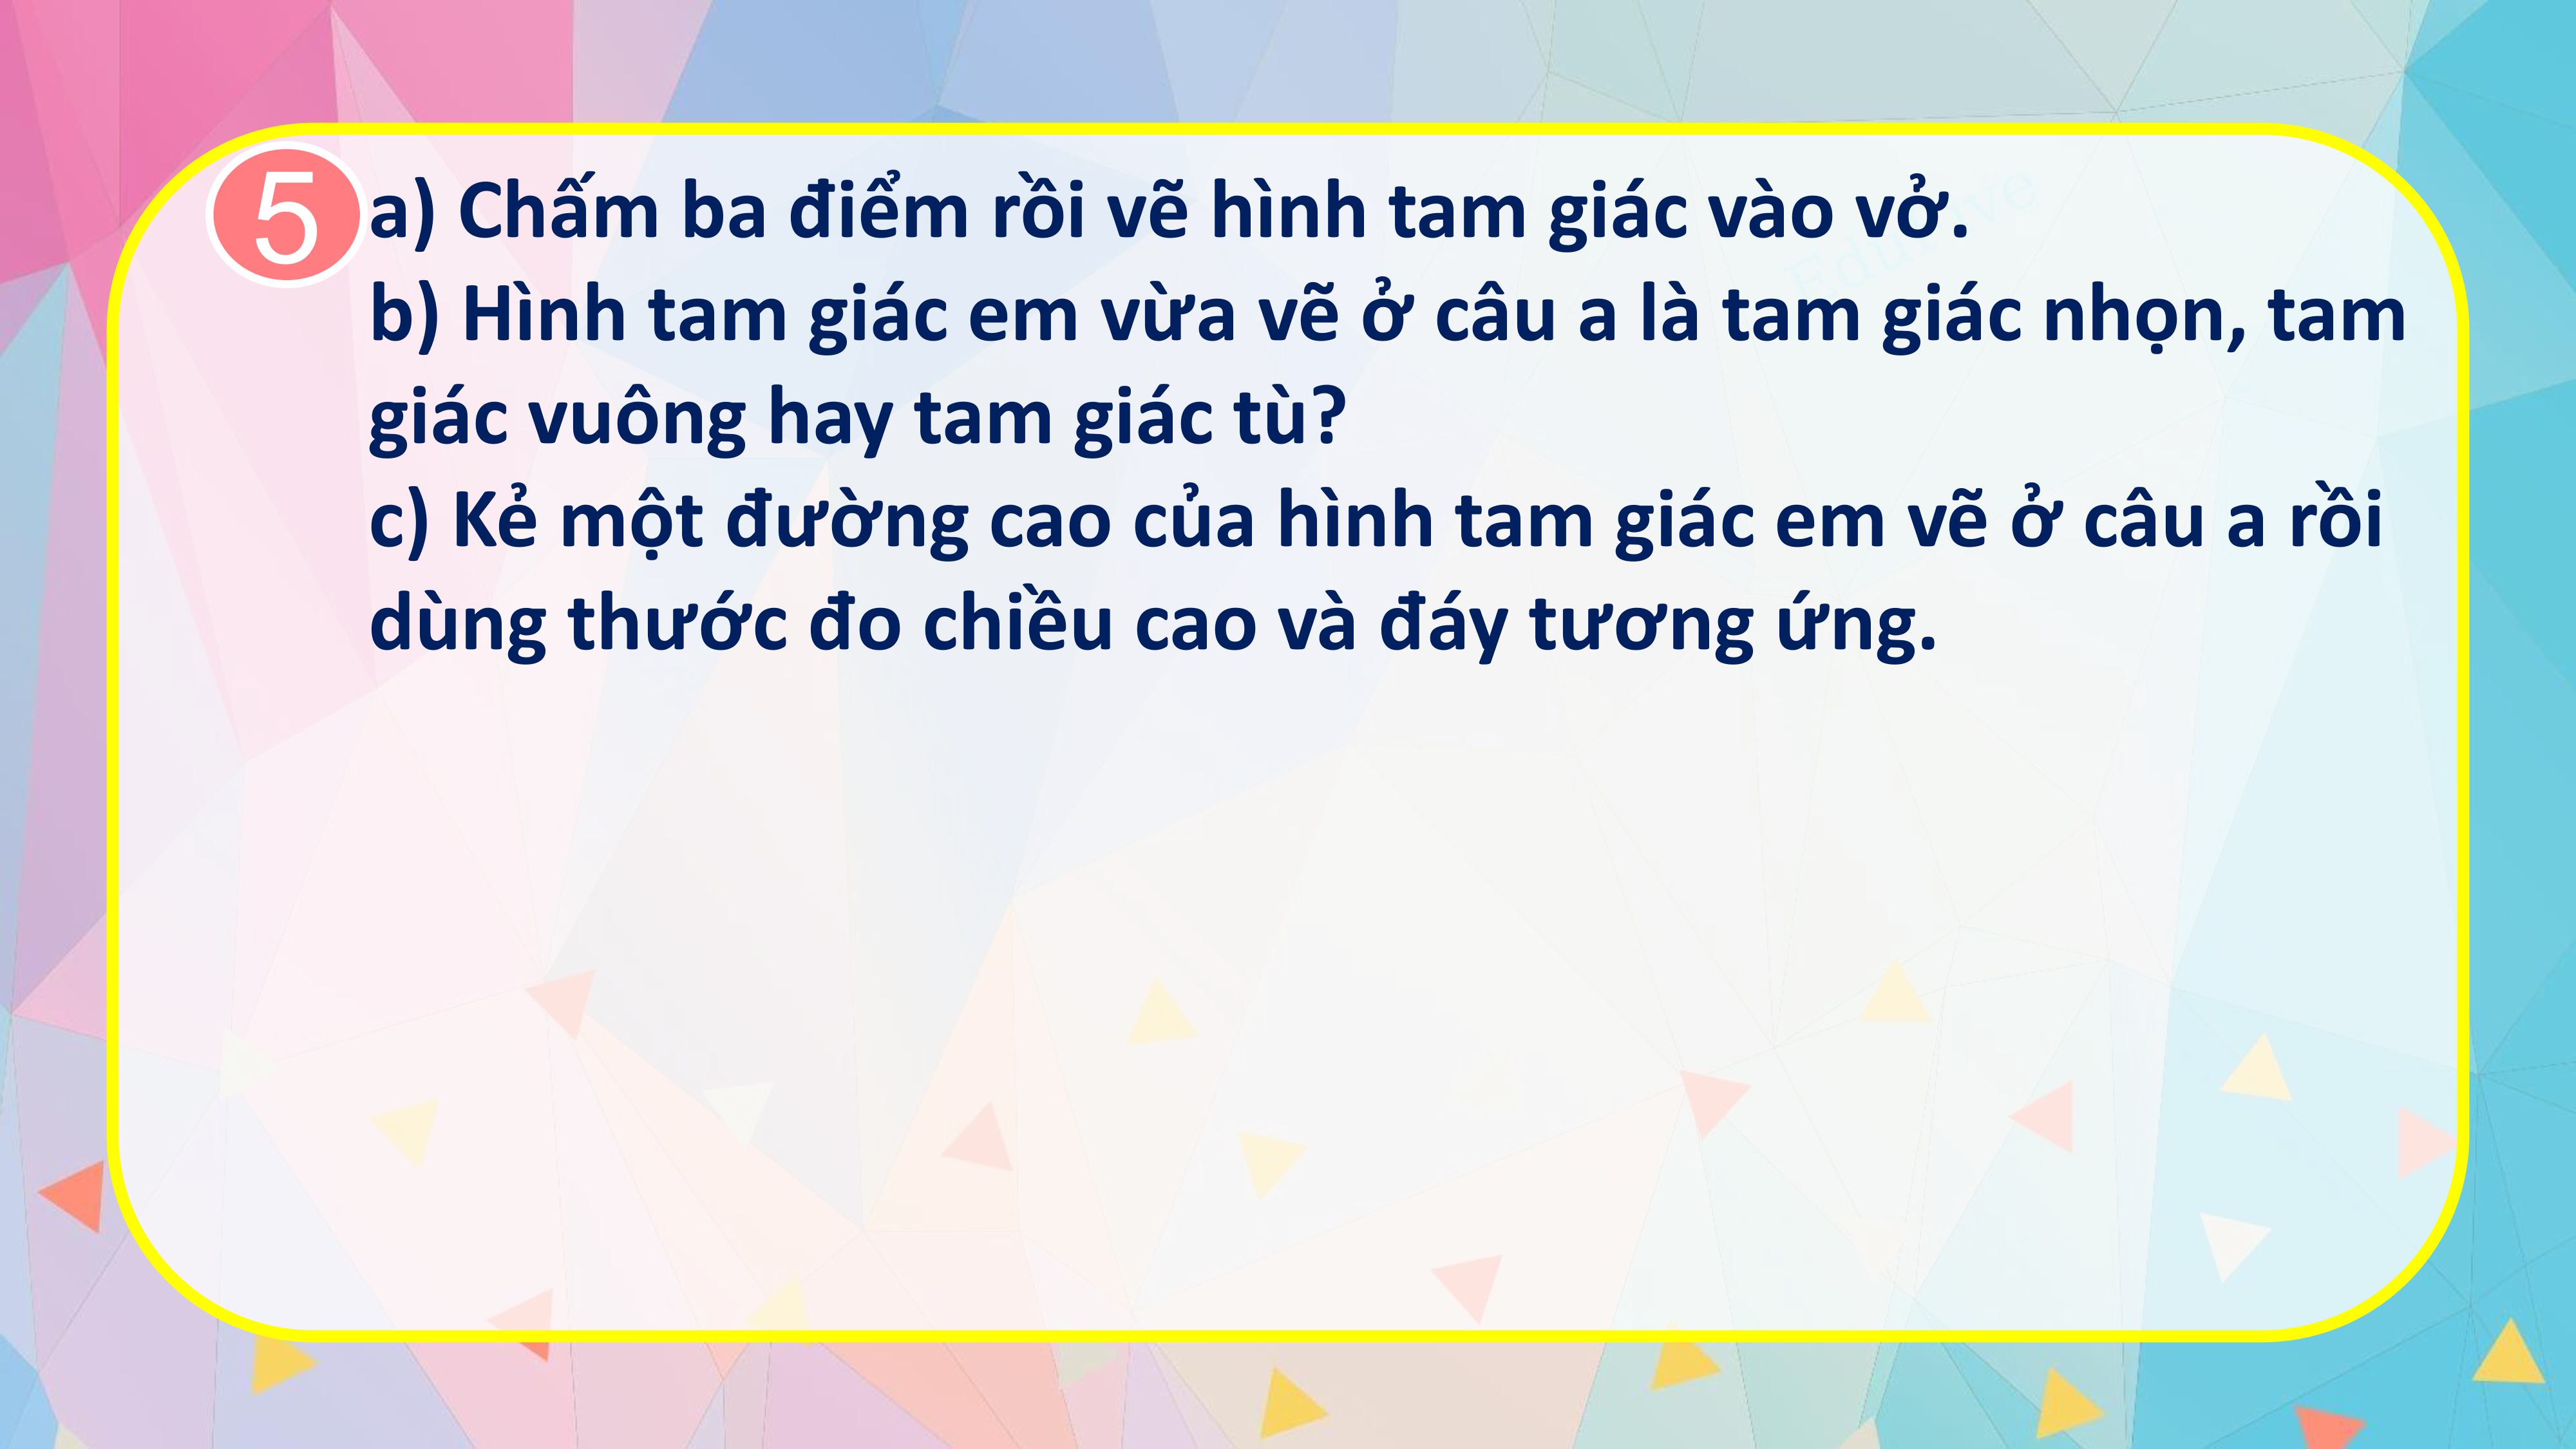 5
a) Chấm ba điểm rồi vẽ hình tam giác vào vở.
b) Hình tam giác em vừa vẽ ở câu a là tam giác nhọn, tam
giác vuông hay tam giác tù?
c) Kẻ một đường cao của hình tam giác em vẽ ở câu a rồi
dùng thước đo chiều cao và đáy tương ứng.